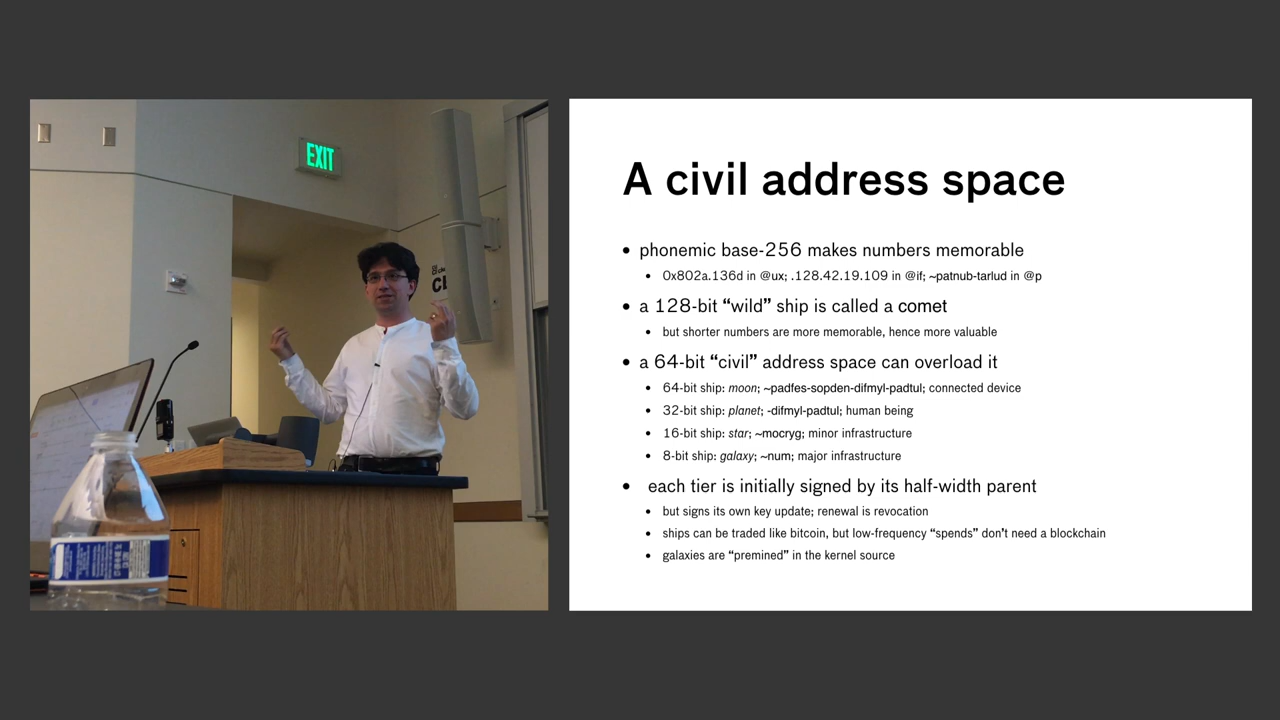 EXIT
A civil address space
• phonemic base-256 makes numbers memorable
• 0x802a.136d in @ux; .128.42.19.109 in @if; ~patnub-tarlud in @p
• a 128-bit “wild” ship is called a comet
• but shorter numbers are more memorable, hence more valuable
• a 64-bit “civil” address space can overload it
• 64-bit ship: moon; ~padfes-sopden-difmyl-padtul; connected device
• 32-bit ship: planet; -difmyl-padtul; human being
• 16-bit ship: star; ~mocryg; minor infrastructure
• 8-bit ship: galaxy; ~num; major infrastructure
• each tier is initially signed by its half-width parent
• but signs its own key update; renewal is revocation
• ships can be traded like bitcoin, but low-frequency “spends” don’t need a blockchain
• galaxies are “premined” in the kernel source